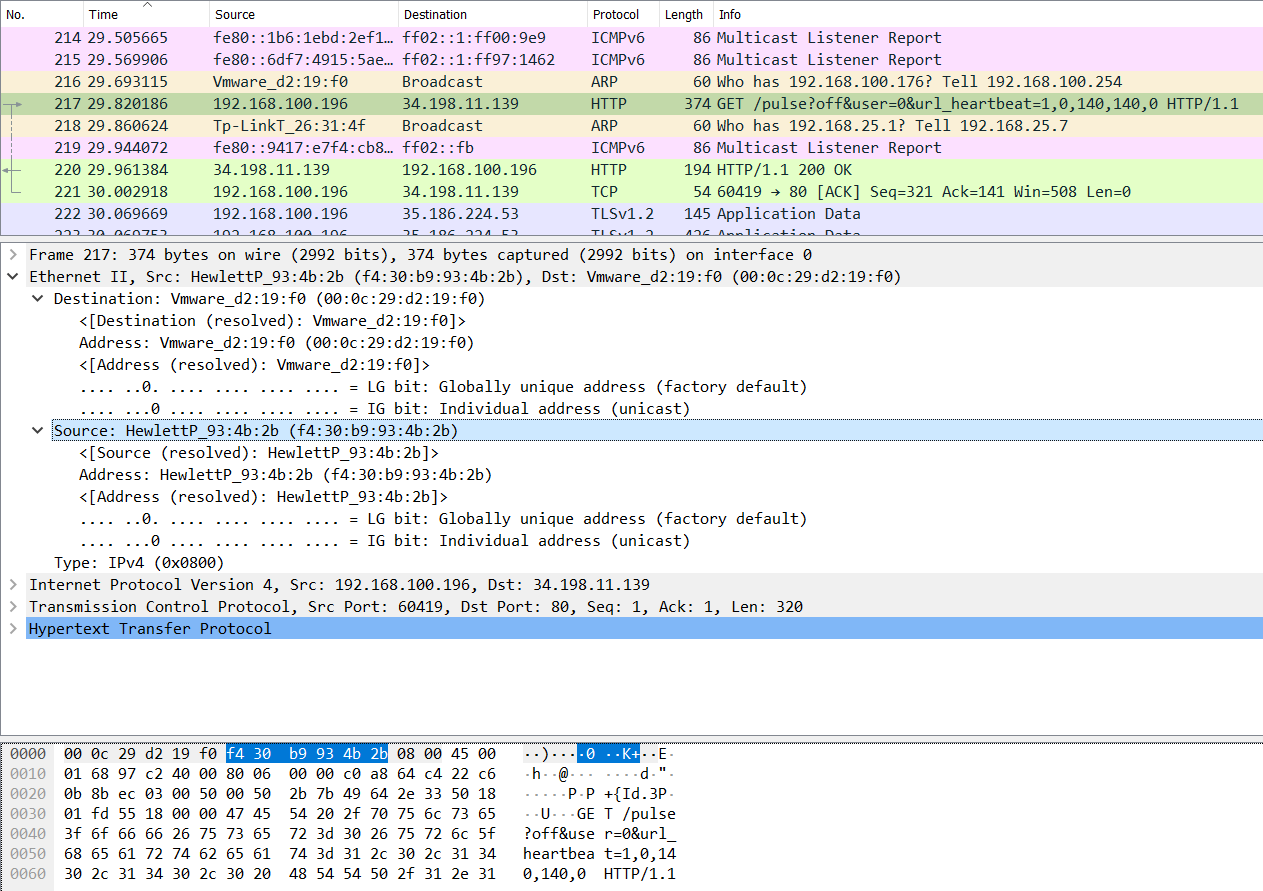 No. Time Source Destination Protocol Length Info
214 29.505665 fe80::1b6:1ebd:2ef1… ff02::1:ff00:9e9 ICMPv6 86 Multicast Listener Report
215 29.569906 fe80::6df7:4915:5ae… ff02::1:ff97:1462 ICMPv6 86 Multicast Listener Report
216 29.693115 Vmware_d2:19:f0 Broadcast ARP 60 Who has 192.168.100.176? Tell 192.168.100.254
217 29.820186 192.168.100.196 34.198.11.139 HTTP 374 GET /pulse?off&user=0&url_heartbeat=1,0,140,140,0 HTTP/1.1
218 29.860624 Tp-LinkT_26:31:4f Broadcast ARP 60 Who has 192.168.25.1? Tell 192.168.25.7
219 29.944072 fe80::9417:e7f4:cb8… ff02::fb ICMPv6 86 Multicast Listener Report
220 29.961384 34.198.11.139 192.168.100.196 HTTP 194 HTTP/1.1 200 OK
221 30.002918 192.168.100.196 34.198.11.139 TCP 54 60419 → 80 [ACK] Seq=321 Ack=141 Win=508 Len=0
222 30.069669 192.168.100.196 35.186.224.53 TLSv1.2 145 Application Data
Frame 217: 374 bytes on wire (2992 bits), 374 bytes captured (2992 bits) on interface 0
Ethernet II, Src: HewlettP_93:4b:2b (f4:30:b9:93:4b:2b), Dst: Vmware_d2:19:f0 (00:0c:29:d2:19:f0)
Destination: Vmware_d2:19:f0 (00:0c:29:d2:19:f0)
<[Destination (resolved): Vmware_d2:19:f0]>
Address: Vmware_d2:19:f0 (00:0c:29:d2:19:f0)
<[Address (resolved): Vmware_d2:19:f0]>
.... ..0. .... .... .... .... = LG bit: Globally unique address (factory default)
.... ...0 .... .... .... .... = IG bit: Individual address (unicast)
Source: HewlettP_93:4b:2b (f4:30:b9:93:4b:2b)
<[Source (resolved): HewlettP_93:4b:2b]>
Address: HewlettP_93:4b:2b (f4:30:b9:93:4b:2b)
<[Address (resolved): HewlettP_93:4b:2b]>
.... ..0. .... .... .... .... = LG bit: Globally unique address (factory default)
.... ...0 .... .... .... .... = IG bit: Individual address (unicast)
Type: IPv4 (0x0800)
Internet Protocol Version 4, Src: 192.168.100.196, Dst: 34.198.11.139
Transmission Control Protocol, Src Port: 60419, Dst Port: 80, Seq: 1, Ack: 1, Len: 320
Hypertext Transfer Protocol
0000 00 0c 29 d2 19 f0 f4 30 b9 93 4b 2b 08 00 45 00 ··)····0 ··K+··E·
0010 01 68 97 c2 40 00 80 06 00 00 c0 a8 64 c4 22 c6 ·h··@··· ····d·"·
0020 0b 8b ec 03 00 50 00 50 2b 7b 49 64 2e 33 50 18 ·····P·P +{Id.3P·
0030 01 fd 55 18 00 00 47 45 54 20 2f 70 75 6c 73 65 ··U···GE T /pulse
0040 3f 6f 66 66 26 75 73 65 72 3d 30 26 75 72 6c 5f ?off&use r=0&url_
0050 68 65 61 72 74 62 65 61 74 3d 31 2c 30 2c 31 34 heartbea t=1,0,14
0060 30 2c 31 34 30 2c 30 20 48 54 54 50 2f 31 2e 31 0,140,0 HTTP/1.1